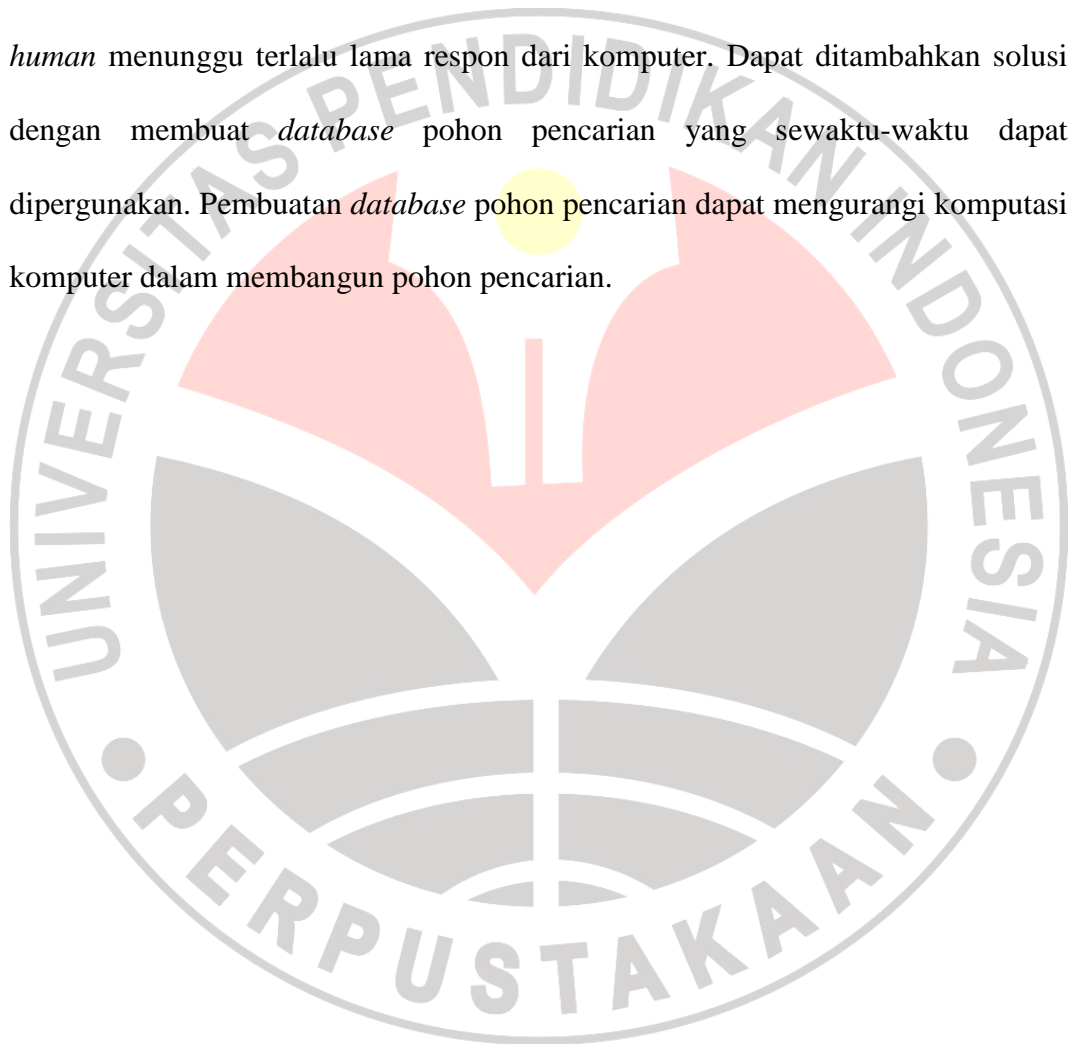 human menunggu terlalu lama respon dari komputer. Dapat ditambahkan solusi
dengan membuat database pohon pencarian yang sewaktu-waktu dapat
dipergunakan. Pembuatan database pohon pencarian dapat mengurangi komputasi
komputer dalam membangun pohon pencarian.
UNIVERSITAS PENDIDIKAN INDONESIA
PERPUSTAKAAN